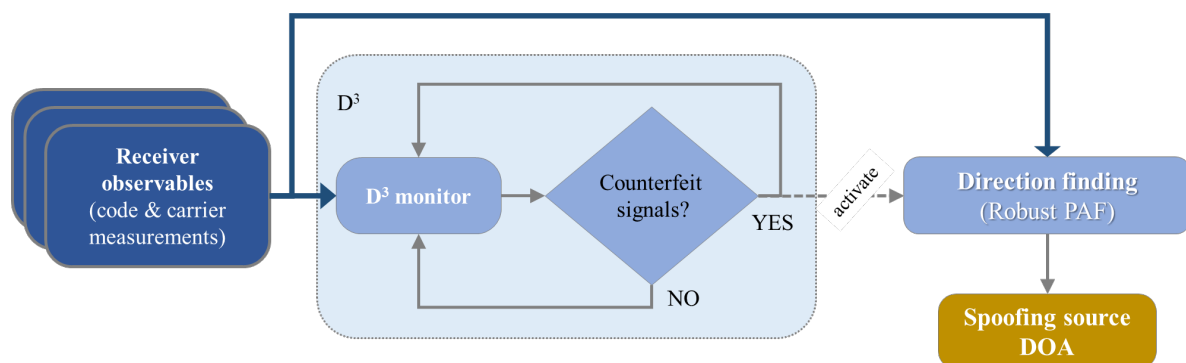 Receiver
observables
(code & carrier
measurements)
D³
D³ monitor
Counterfeit
signals?
YES
NO
activate
Direction finding
(Robust PAF)
Spoofing source
DOA